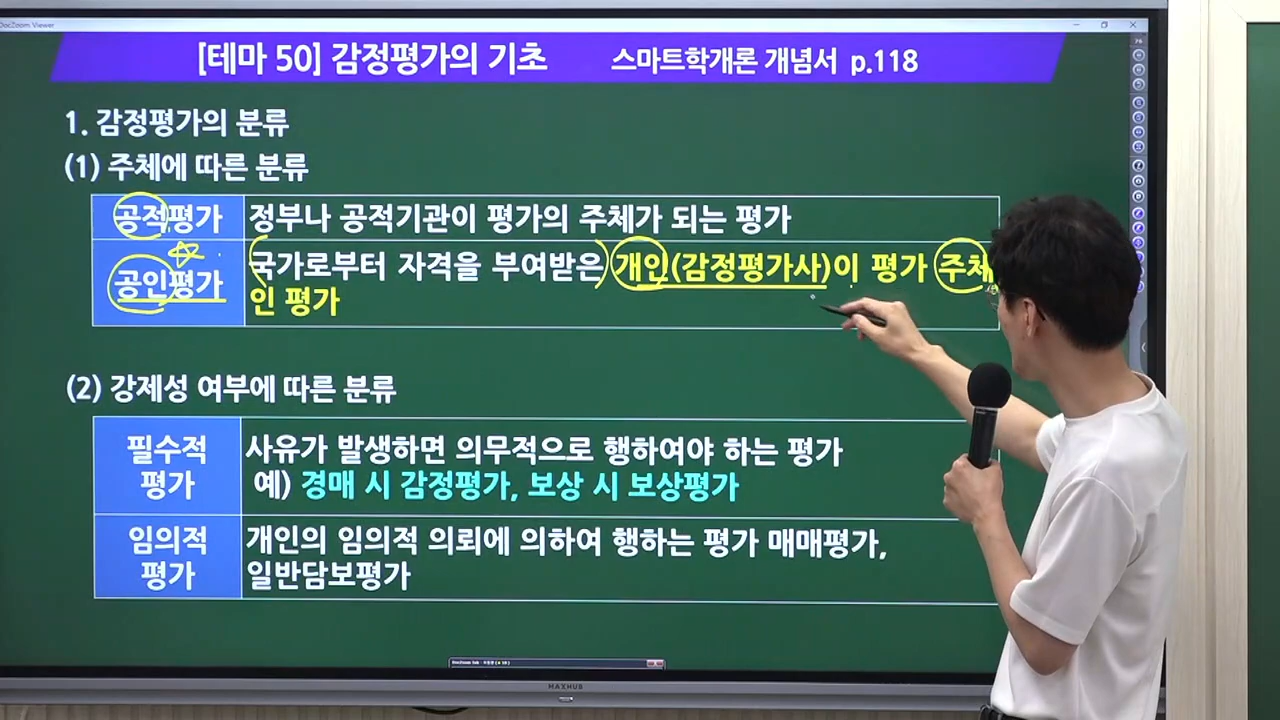 DocZoom Viewer
[테마 50] 감정평가의 기초 스마트학개론 개념서 p.118
1. 감정평가의 분류
(1) 주체에 따른 분류
공적평가 정부나 공적기관이 평가의 주체가 되는 평가
공인평가 국가로부터 자격을 부여받은 개인(감정평가사)이 평가 주체
인 평가
(2) 강제성 여부에 따른 분류
필수적 사유가 발생하면 의무적으로 행하여야 하는 평가
평가 예) 경매 시 감정평가, 보상 시 보상평가
임의적 개인의 임의적 의뢰에 의하여 행하는 평가 매매평가,
평가 일반담보평가
MAXHUB